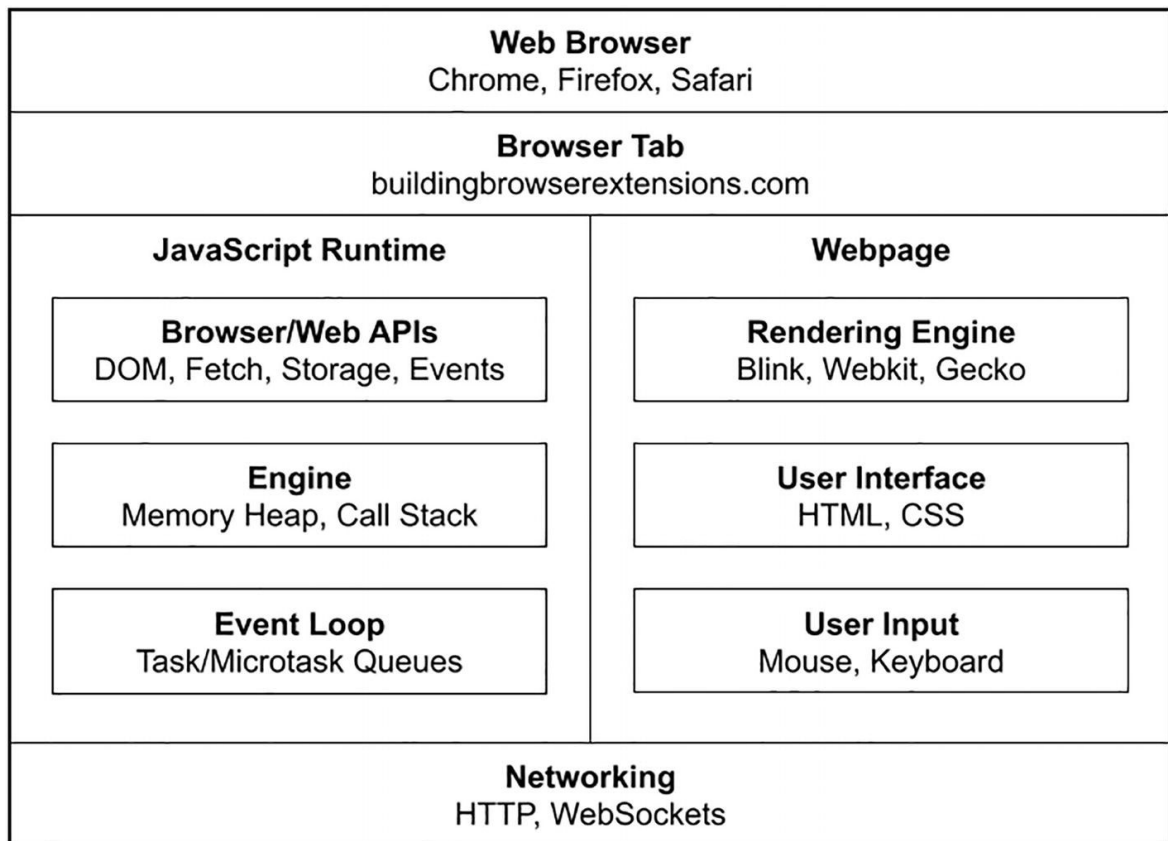 Web Browser
Chrome, Firefox, Safari
Browser Tab
buildingbrowserextensions.com
JavaScript Runtime
Browser/Web APIs
DOM, Fetch, Storage, Events
Engine
Memory Heap, Call Stack
Event Loop
Task/Microtask Queues
Webpage
Rendering Engine
Blink, Webkit, Gecko
User Interface
HTML, CSS
User Input
Mouse, Keyboard
Networking
HTTP, WebSockets